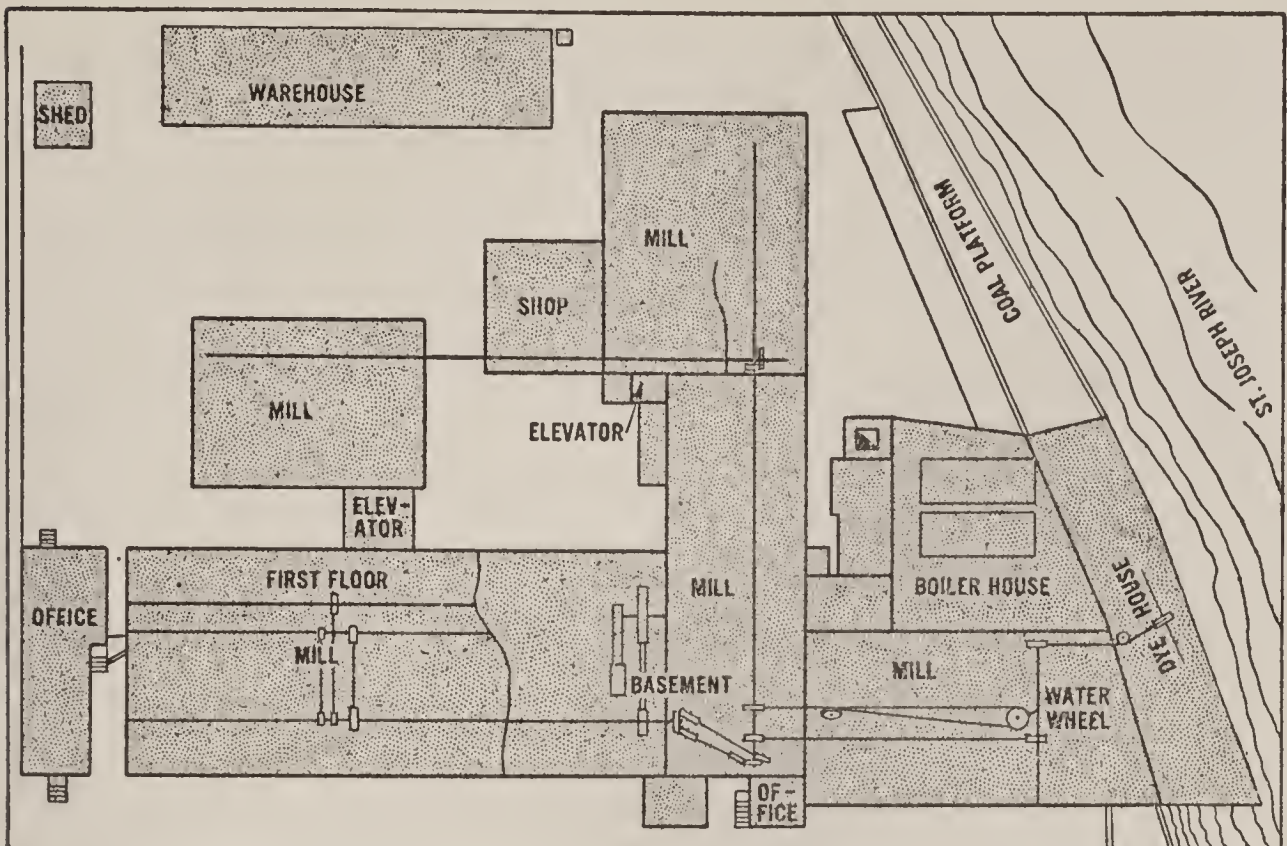 WAREHOUSE
SHED
MILL
COAL PLATFORM
ST. JOSEPH RIVER
SHOP
MILL
ELEVATOR
ELEV-
ATOR
FIRST FLOOR
MILL
BOILER HOUSE
OFFICE
DYE HOUSE
MILL
MILL
BASEMENT
WATER
WHEEL
OF-
FICE